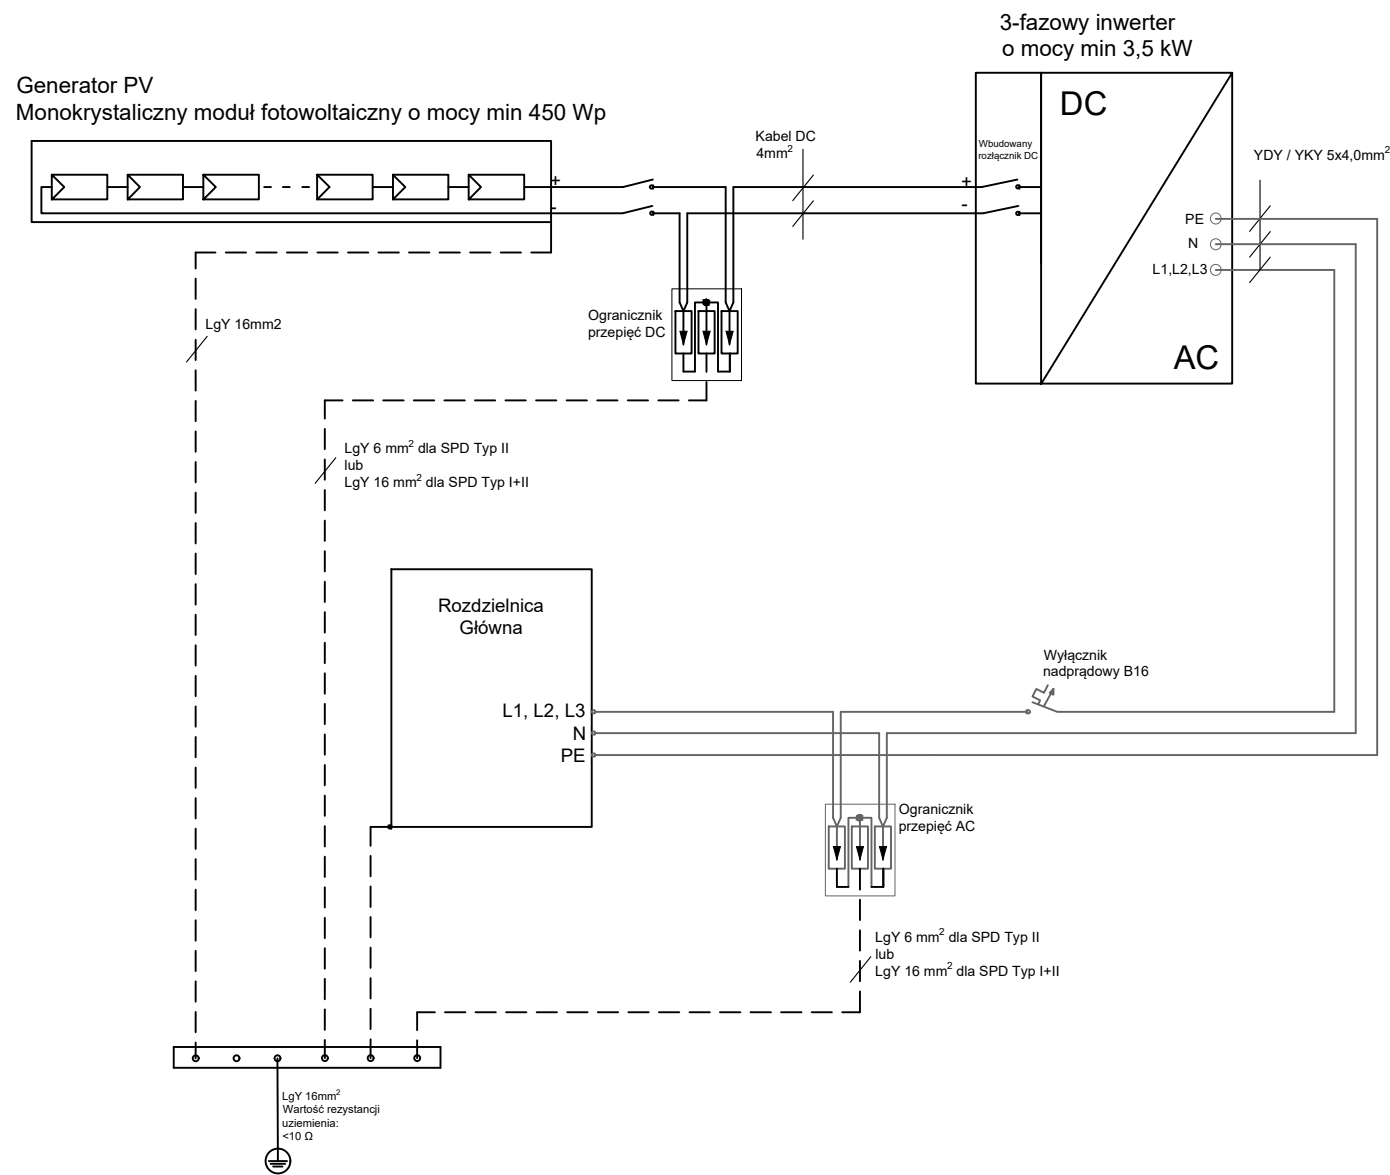 3-fazowy inwerter
o mocy min 3,5 kW
Generator PV
Monokrystaliczny moduł fotowoltaiczny o mocy min 450 Wp
+
-
Kabel DC
4mm²
+
-
Wbudowany
rozłącznik DC
DC
AC
YDY / YKY 5x4,0mm²
PE
N
L1,L2,L3
Ogranicznik
przepięć DC
LgY 16mm2
LgY 6 mm² dla SPD Typ II
lub
LgY 16 mm² dla SPD Typ I+II
Rozdzielnica
Główna
L1, L2, L3
N
PE
Wyłącznik
nadprądowy B16
Ogranicznik
przepięć AC
LgY 6 mm² dla SPD Typ II
lub
LgY 16 mm² dla SPD Typ I+II
LgY 16mm²
Wartość rezystancji
uziemienia:
<10 Ω